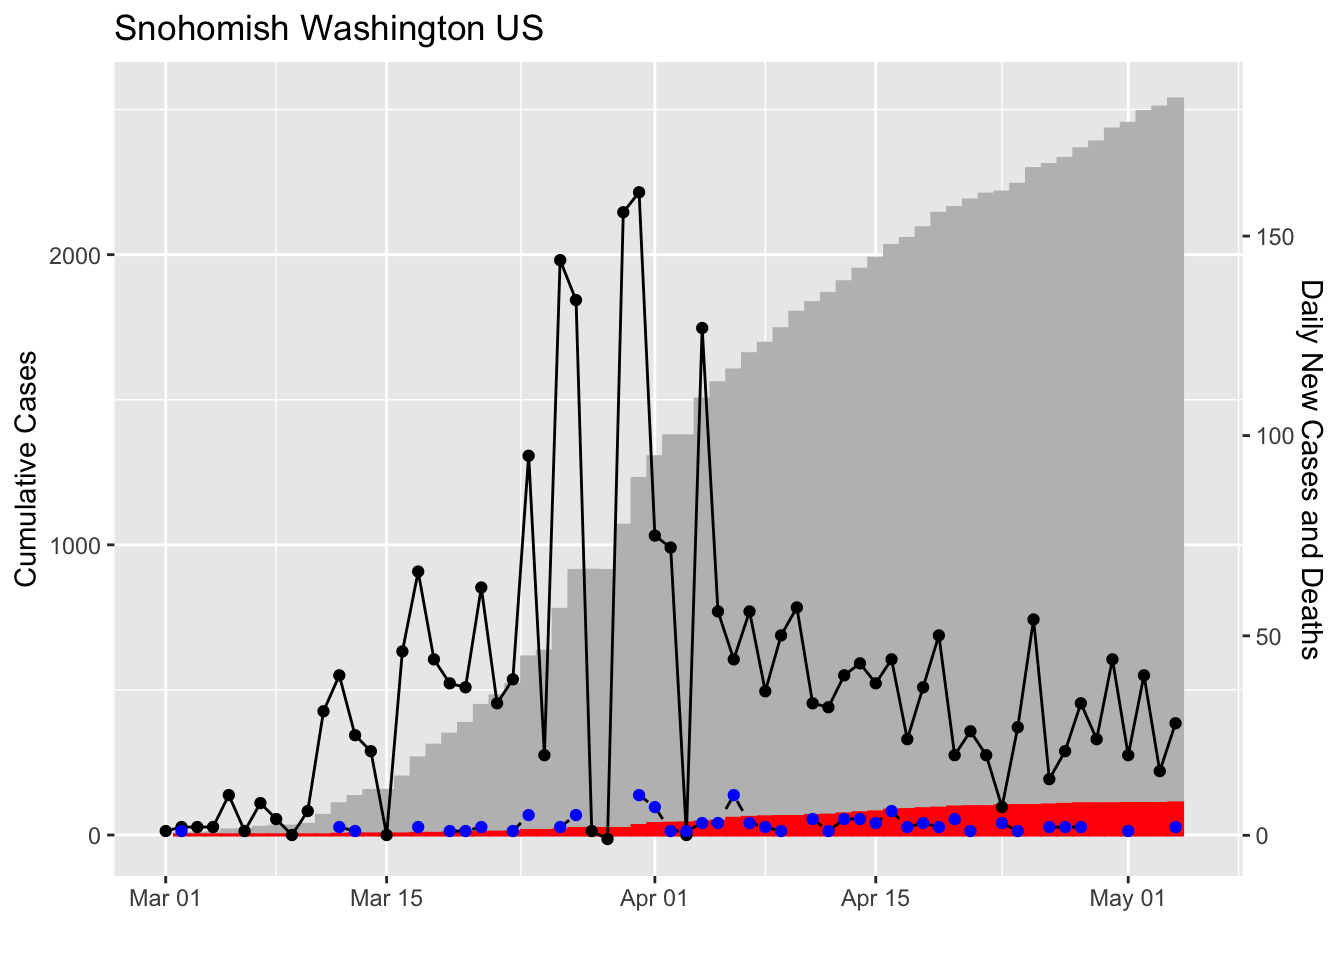 Snohomish Washington US
Cumulative Cases
2000
1000
0
150
100
50
0
Daily New Cases and Deaths
Mar 01
Mar 15
Apr 01
Apr 15
May 01